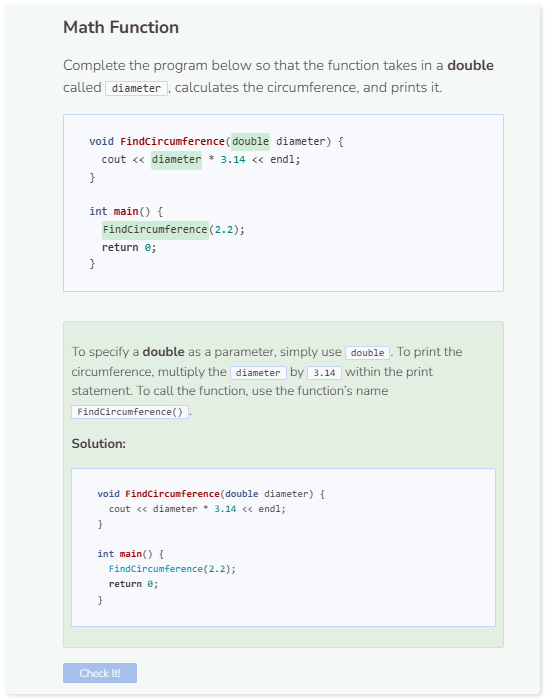 Math Function
Complete the program below so that the function takes in a double
called diameter, calculates the circumference, and prints it.
void FindCircumference(double diameter) {
  cout << diameter * 3.14 << endl;
}
int main() {
  FindCircumference(2.2);
  return 0;
}
To specify a double as a parameter, simply use double. To print the
circumference, multiply the diameter by 3.14 within the print
statement. To call the function, use the function’s name
FindCircumference().
Solution:
void FindCircumference(double diameter) {
  cout << diameter * 3.14 << endl;
}
int main() {
  FindCircumference(2.2);
  return 0;
}
Check It!